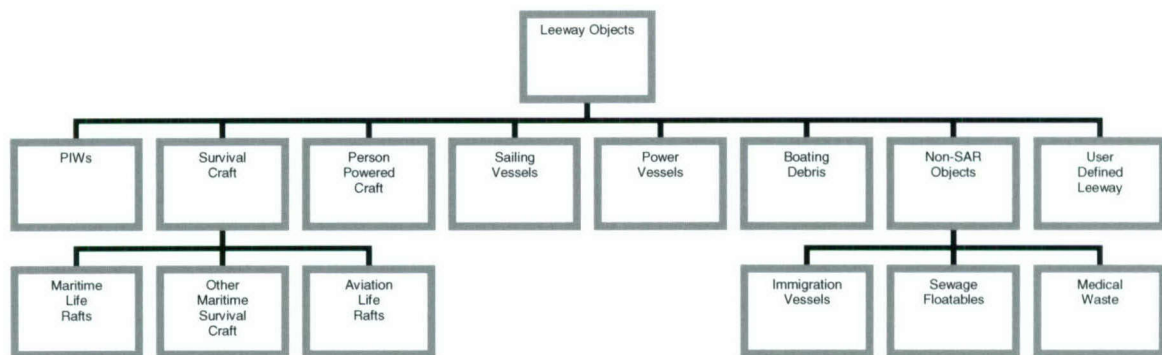 Leeway Objects
PIWs
Survival
Craft
Person
Powered
Craft
Sailing
Vessels
Power
Vessels
Boating
Debris
Non-SAR
Objects
User
Defined
Leeway
Maritime
Life
Rafts
Other
Maritime
Survival
Craft
Aviation
Life
Rafts
Immigration
Vessels
Sewage
Floatables
Medical
Waste